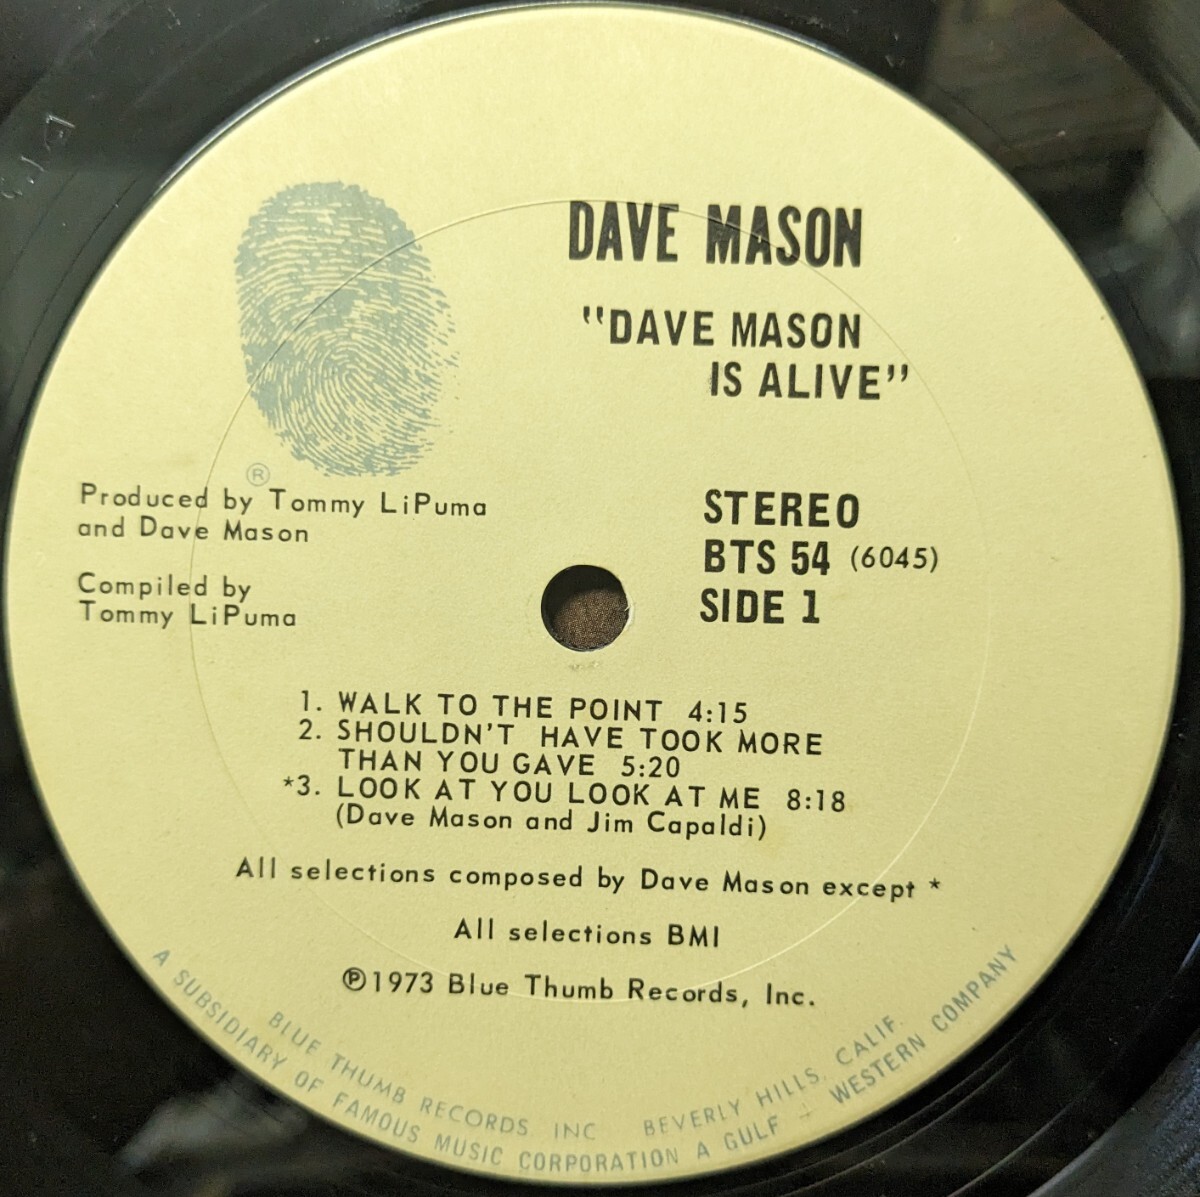 DAVE MASON
"DAVE MASON
IS ALIVE"
®
Produced by Tommy LiPuma
and Dave Mason
Compiled by
Tommy LiPuma
STEREO
BTS 54 (6045)
SIDE 1
1. WALK TO THE POINT 4:15
2. SHOULDN'T HAVE TOOK MORE
THAN YOU GAVE 5:20
*3. LOOK AT YOU LOOK AT ME 8:18
(Dave Mason and Jim Capaldi)
All selections composed by Dave Mason except *
All selections BMI
℗1973 Blue Thumb Records, Inc.
BLUE THUMB RECORDS, INC BEVERLY HILLS, CALIF.
A SUBSIDIARY OF FAMOUS MUSIC CORPORATION A GULF + WESTERN COMPANY